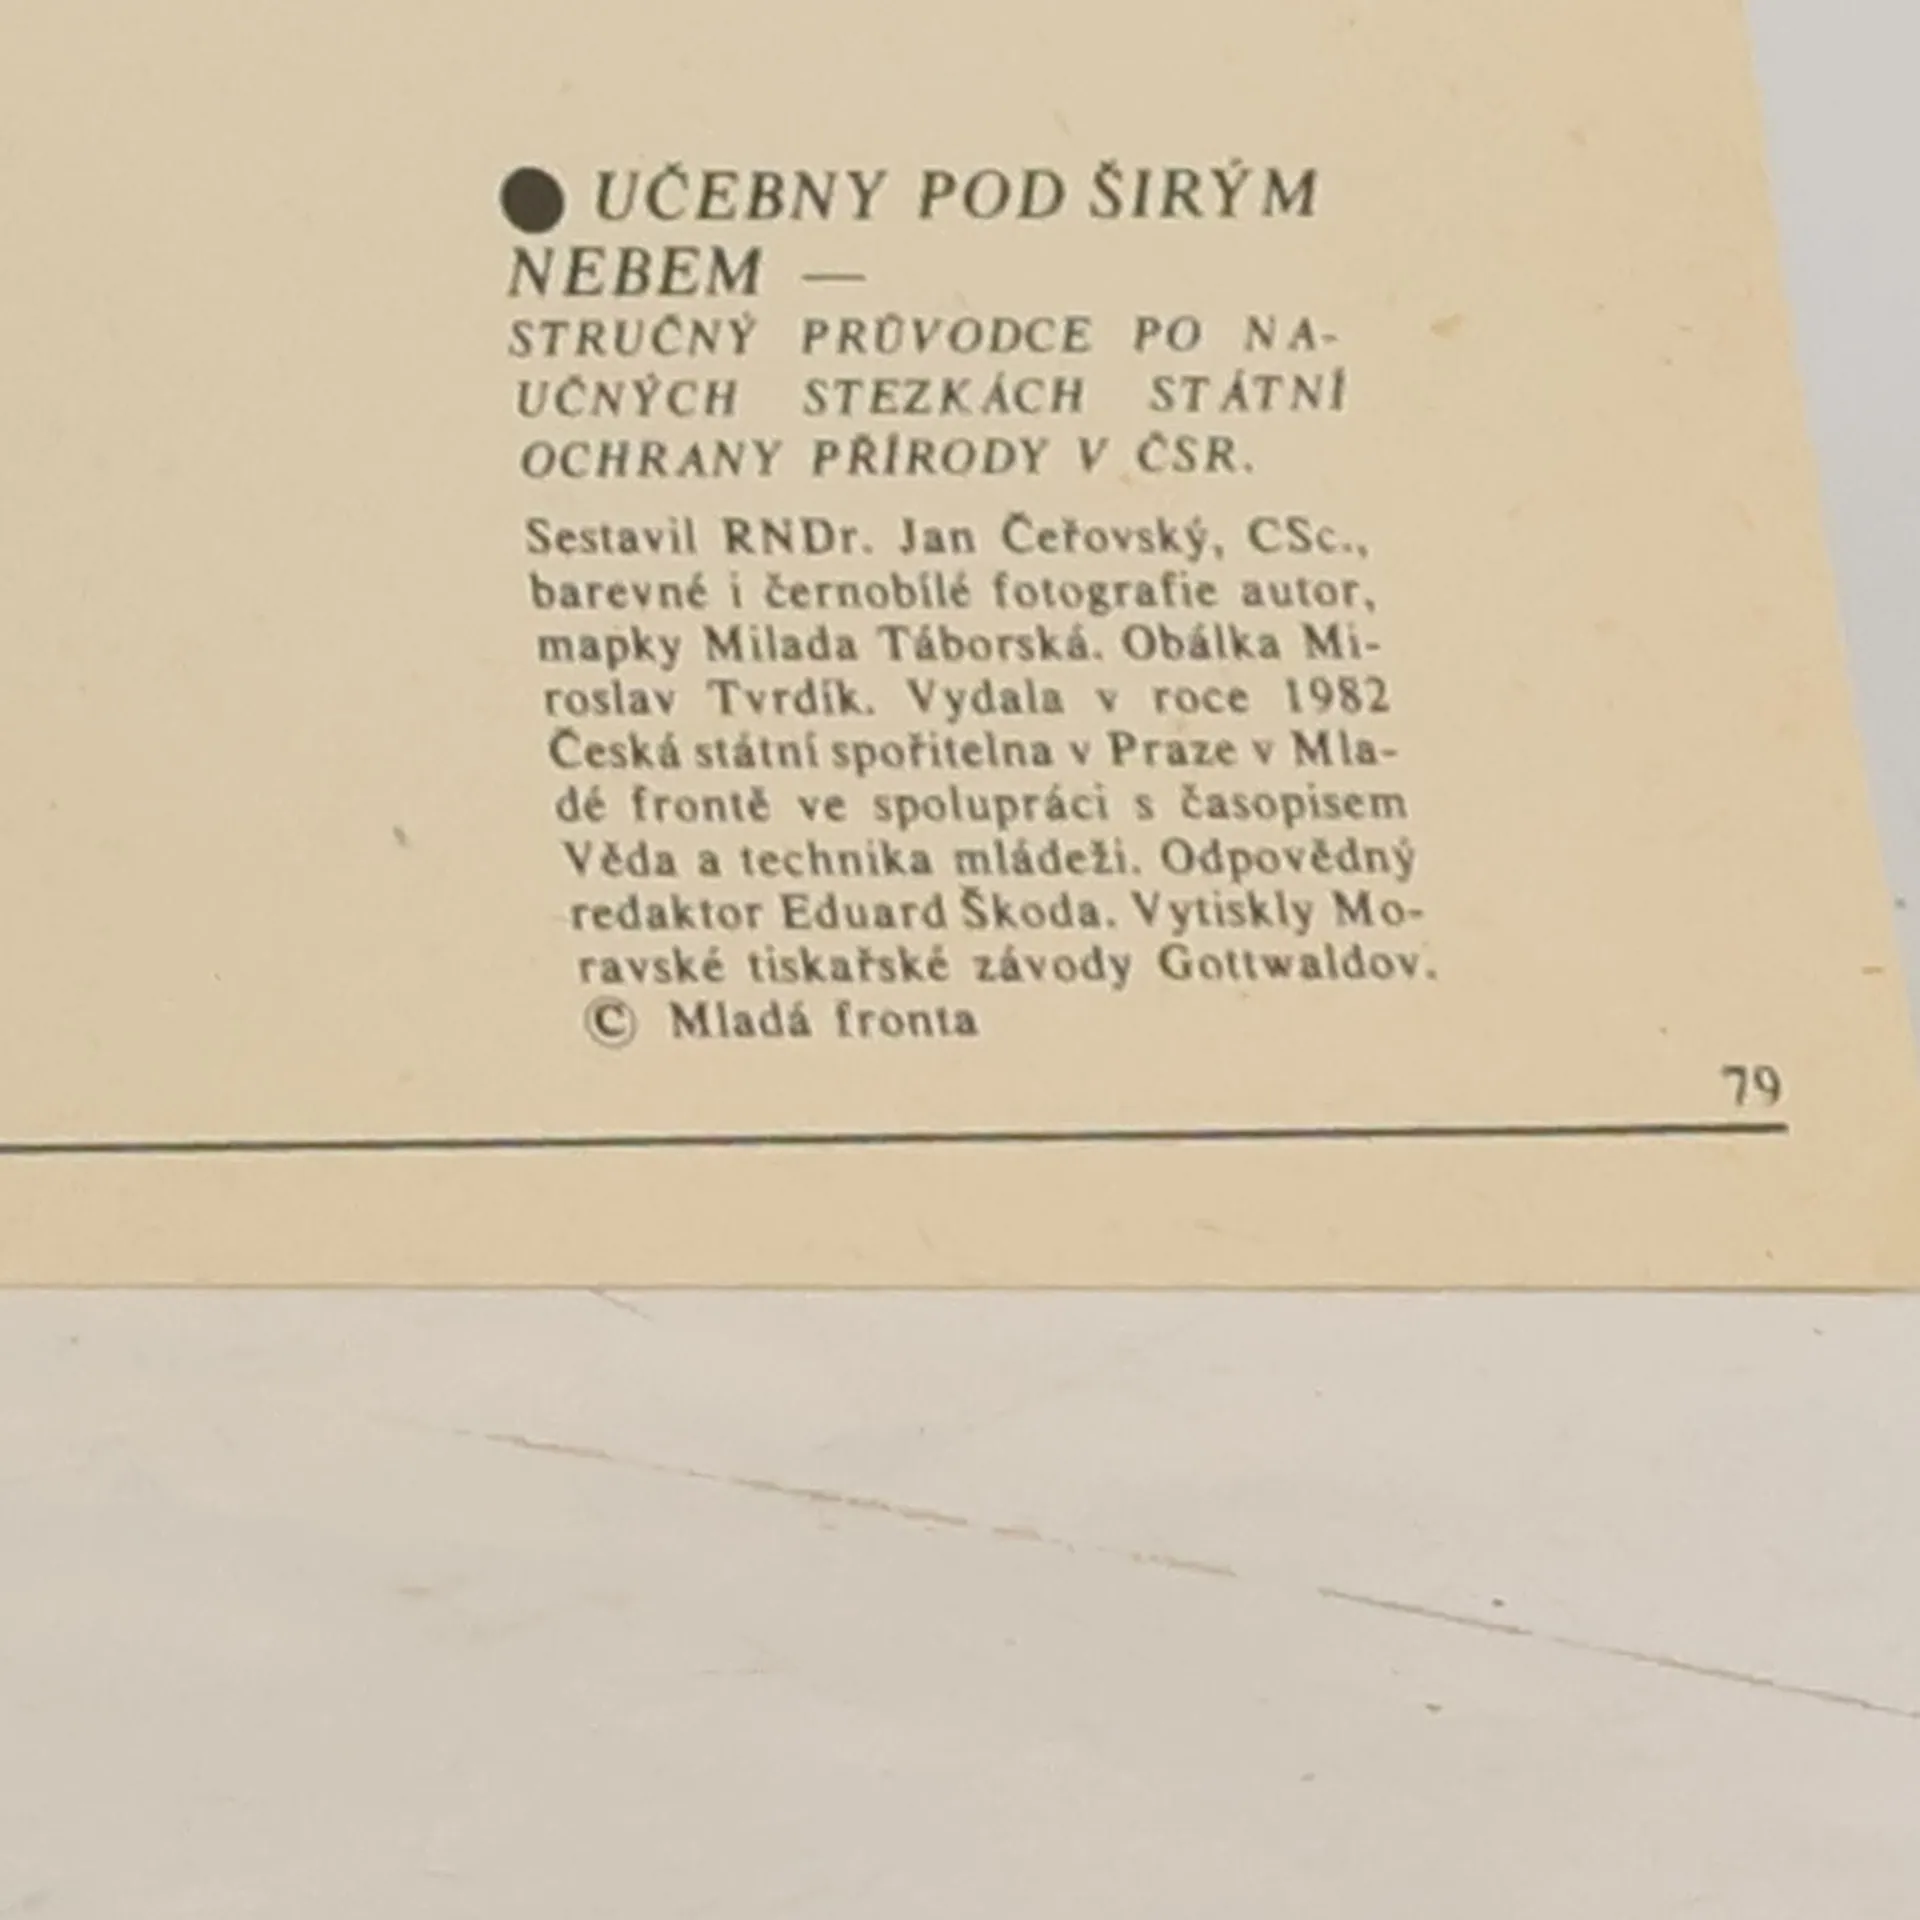 ● UČEBNY POD ŠIRÝM
NEBEM —
STRUČNÝ PRŮVODCE PO NA-
UČNÝCH STEZKÁCH STÁTNÍ
OCHRANY PŘÍRODY V ČSR.
Sestavil RNDr. Jan Čeřovský, CSc.,
barevné i černobílé fotografie autor,
mapky Milada Táborská. Obálka Mi-
roslav Tvrdík. Vydala v roce 1982
Česká státní spořitelna v Praze v Mla-
dé frontě ve spolupráci s časopisem
Věda a technika mládeži. Odpovědný
redaktor Eduard Škoda. Vytiskly Mo-
ravské tiskařské závody Gottwaldov.
© Mladá fronta
79